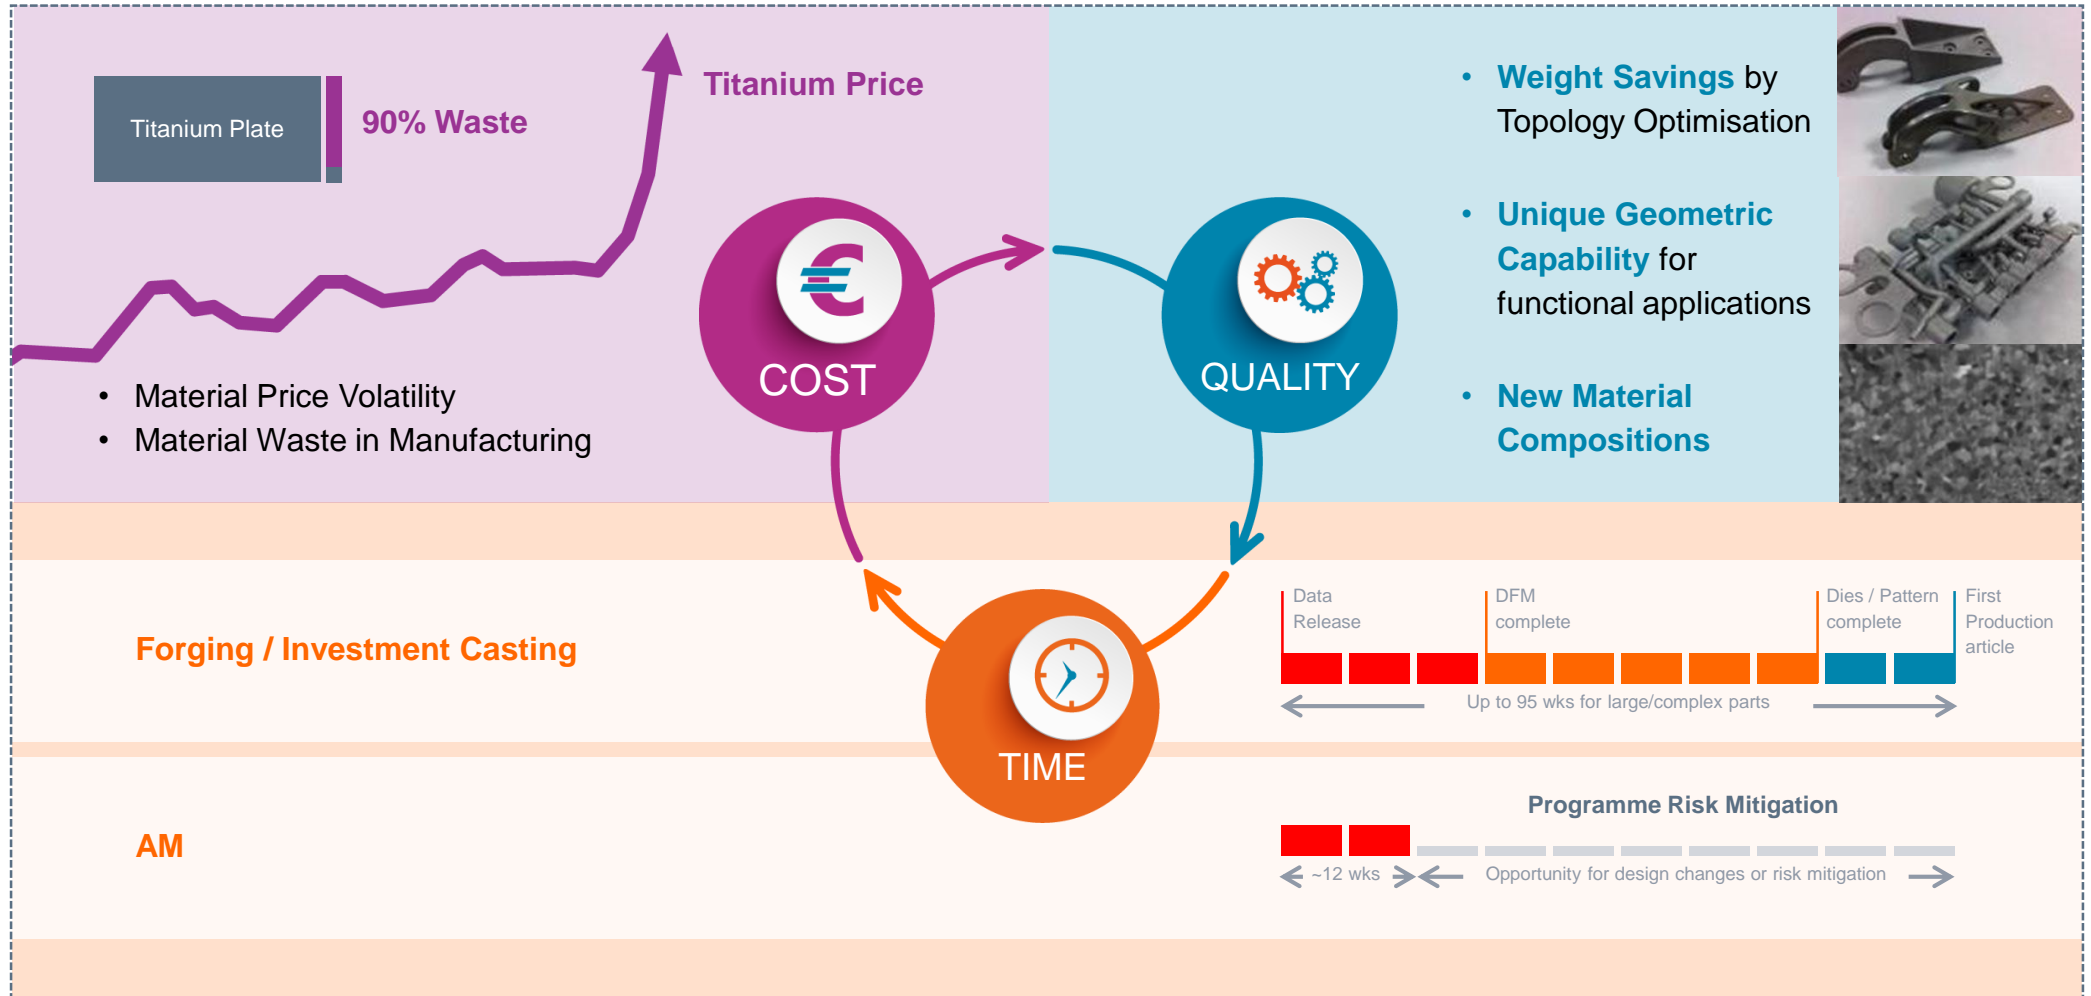 Titanium Plate
90% Waste
Titanium Price
• Material Price Volatility
• Material Waste in Manufacturing
€
COST
QUALITY
• Weight Savings by
Topology Optimisation
• Unique Geometric
Capability for
functional applications
• New Material
Compositions
TIME
Forging / Investment Casting
Data
Release
DFM
complete
Dies / Pattern
complete
First
Production
article
Up to 95 wks for large/complex parts
AM
Programme Risk Mitigation
~12 wks
Opportunity for design changes or risk mitigation